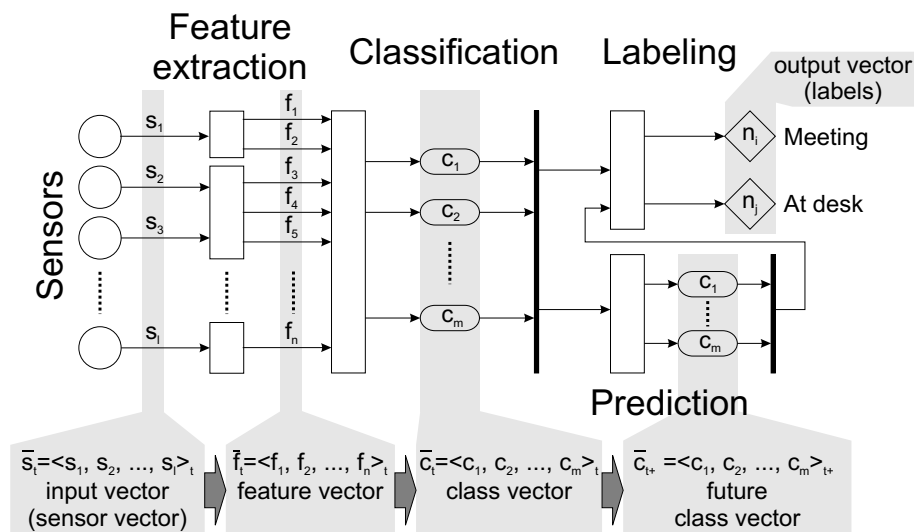 Feature
extraction
Classification
Labeling
output vector
(labels)
Sensors
s1
s2
s3
sl
f1
f2
f3
f4
f5
fn
c1
c2
cm
ni
Meeting
nj
At desk
c1
cm
Prediction
s̄t=<s1, s2, ..., sl>t
input vector
(sensor vector)
f̄t=<f1, f2, ..., fn>t
feature vector
c̄t=<c1, c2, ..., cm>t
class vector
c̄t+ =<c1, c2, ..., cm>t+
future
class vector